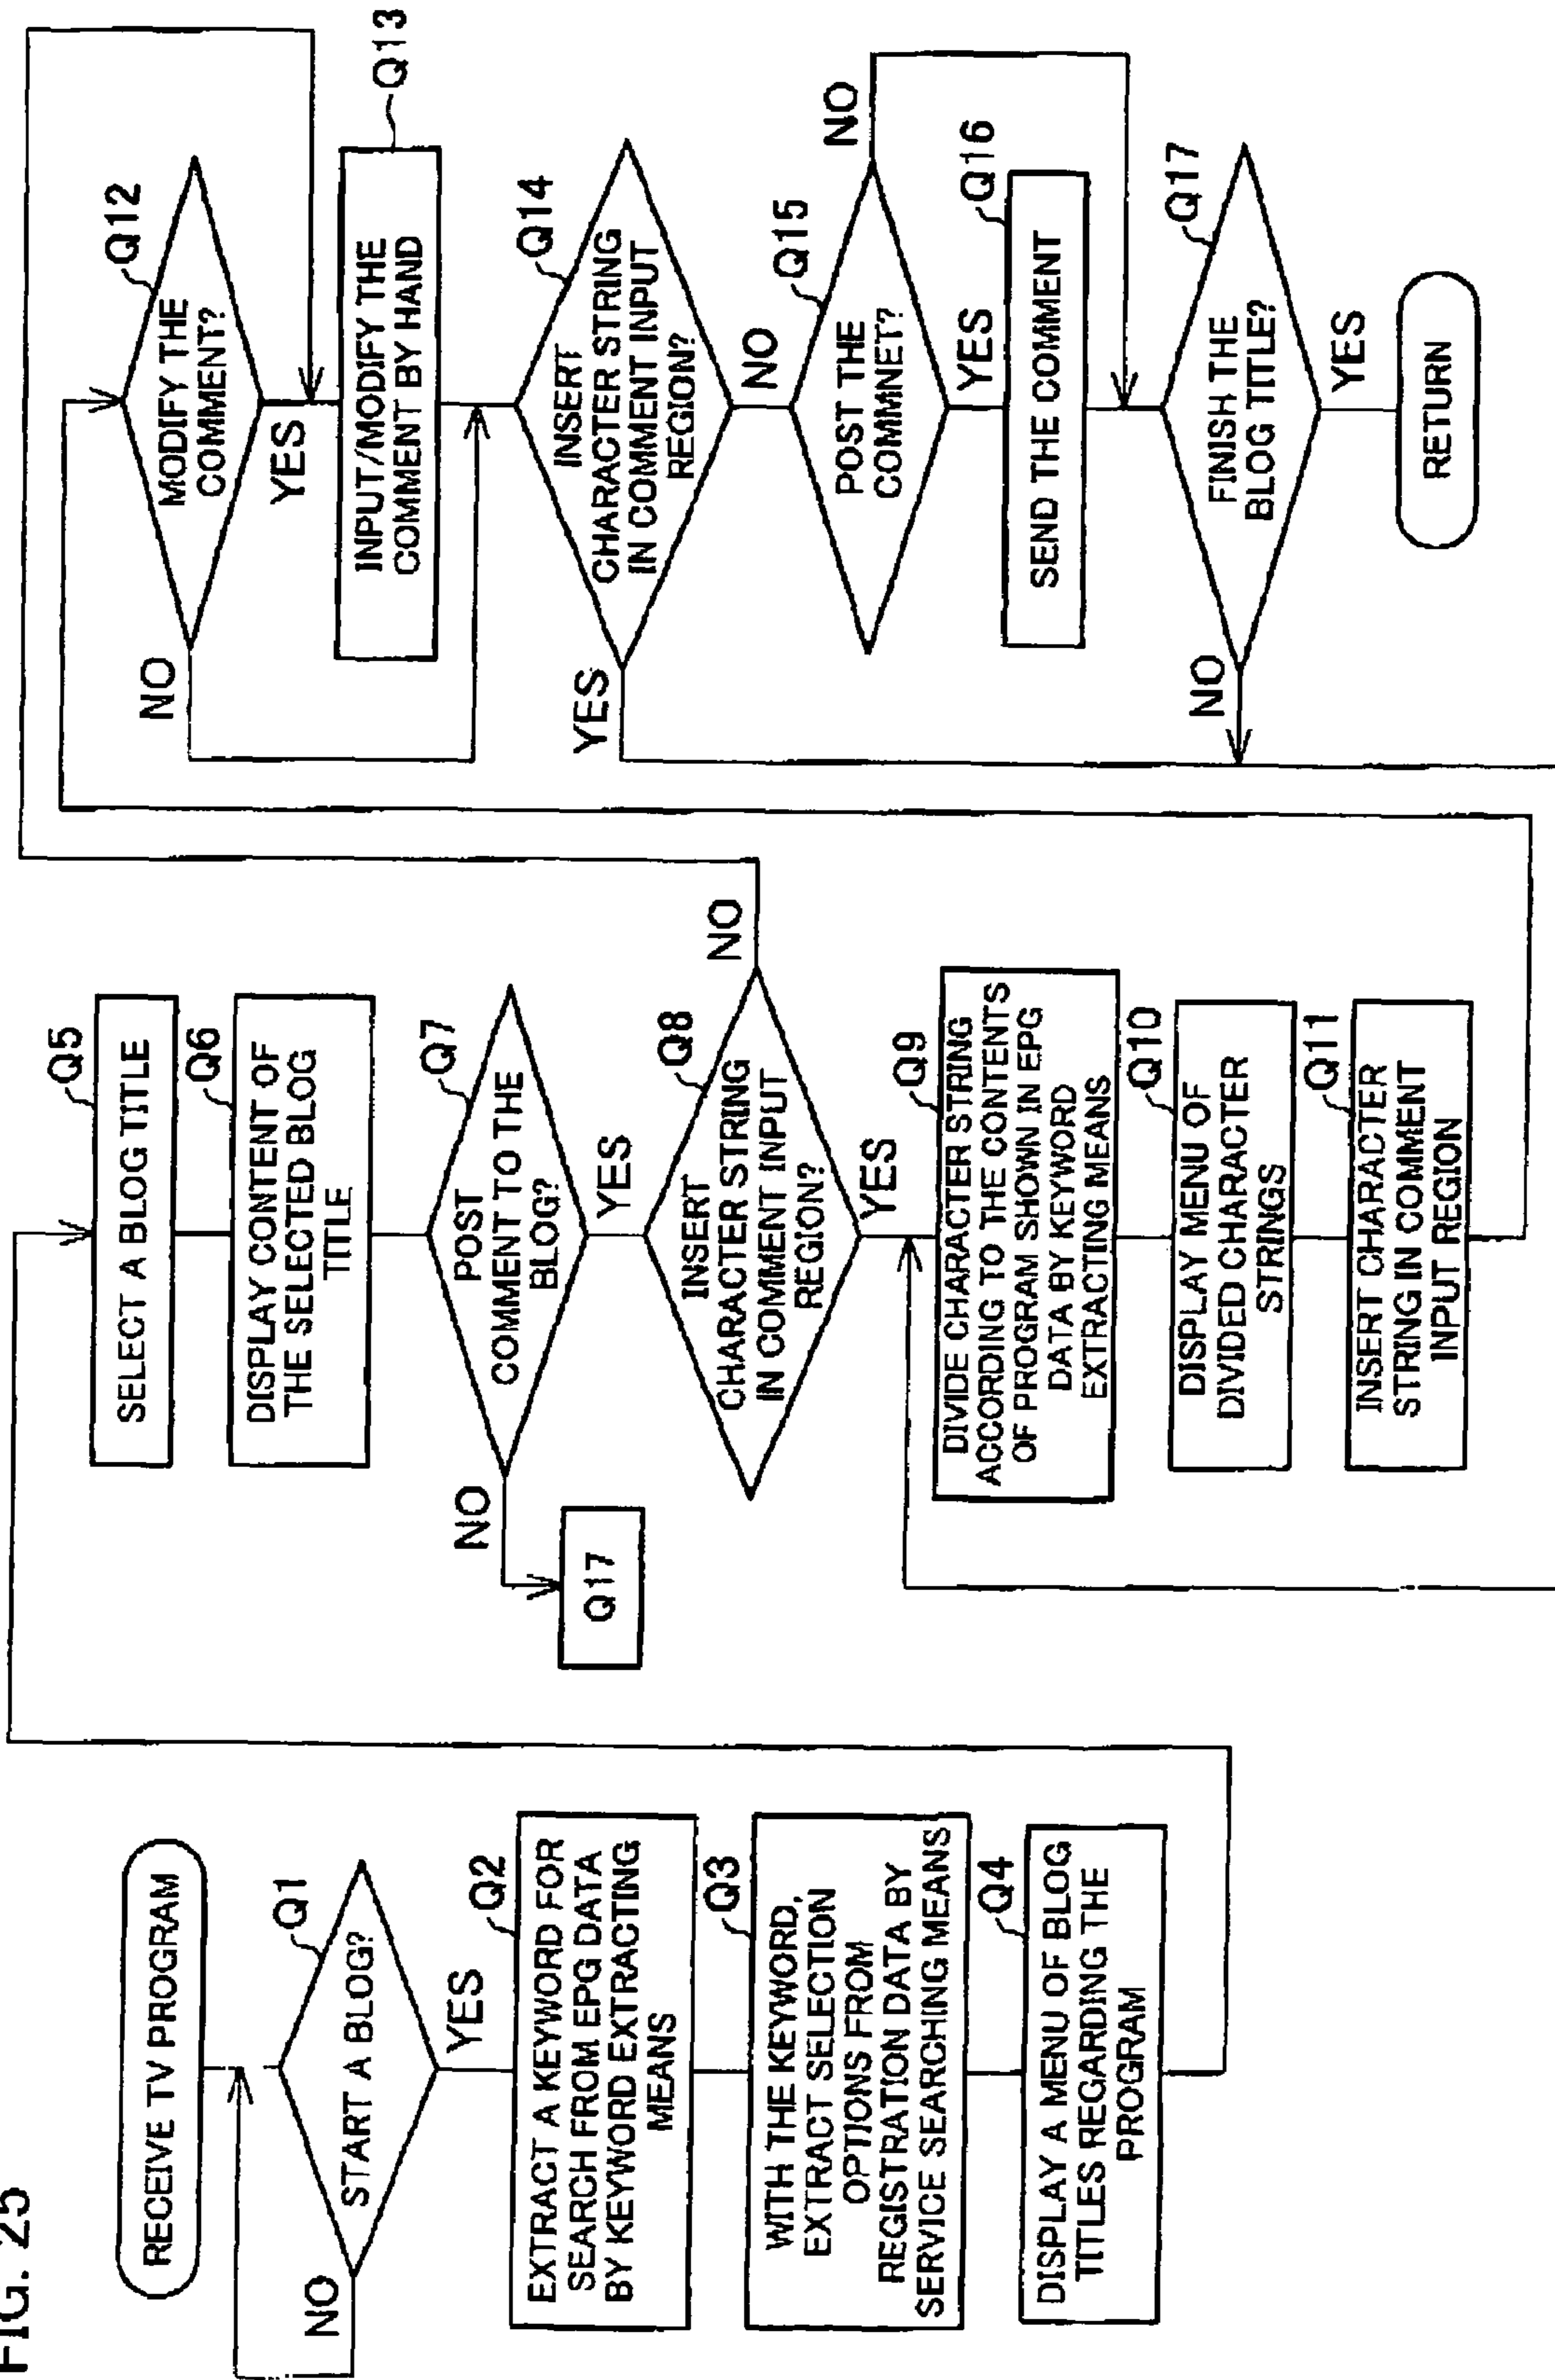 FIG. 25
RECEIVE TV PROGRAM
Q1
START A BLOG?
NO
YES
Q2
EXTRACT A KEYWORD FOR
SEARCH FROM EPG DATA
BY KEYWORD EXTRACTING
MEANS
Q3
WITH THE KEYWORD,
EXTRACT SELECTION
OPTIONS FROM
REGISTRATION DATA BY
SERVICE SEARCHING MEANS
Q4
DISPLAY A MENU OF BLOG
TITLES REGARDING THE
PROGRAM
Q5
SELECT A BLOG TITLE
Q6
DISPLAY CONTENT OF
THE SELECTED BLOG
TITLE
Q7
POST
COMMENT TO THE
BLOG?
NO
Q17
YES
Q8
INSERT
CHARACTER STRING
IN COMMENT INPUT
REGION?
NO
YES
Q9
DIVIDE CHARACTER STRING
ACCORDING TO THE CONTENTS
OF PROGRAM SHOWN IN EPG
DATA BY KEYWORD
EXTRACTING MEANS
Q10
DISPLAY MENU OF
DIVIDED CHARACTER
STRINGS
Q11
INSERT CHARACTER
STRING IN COMMENT
INPUT REGION
Q12
MODIFY THE
COMMENT?
NO
YES
Q13
INPUT/MODIFY THE
COMMENT BY HAND
Q14
INSERT
CHARACTER STRING
IN COMMENT INPUT
REGION?
YES
NO
Q15
POST THE
COMMNET?
NO
YES
Q16
SEND THE COMMENT
Q17
FINISH THE
BLOG TITLE?
NO
YES
RETURN